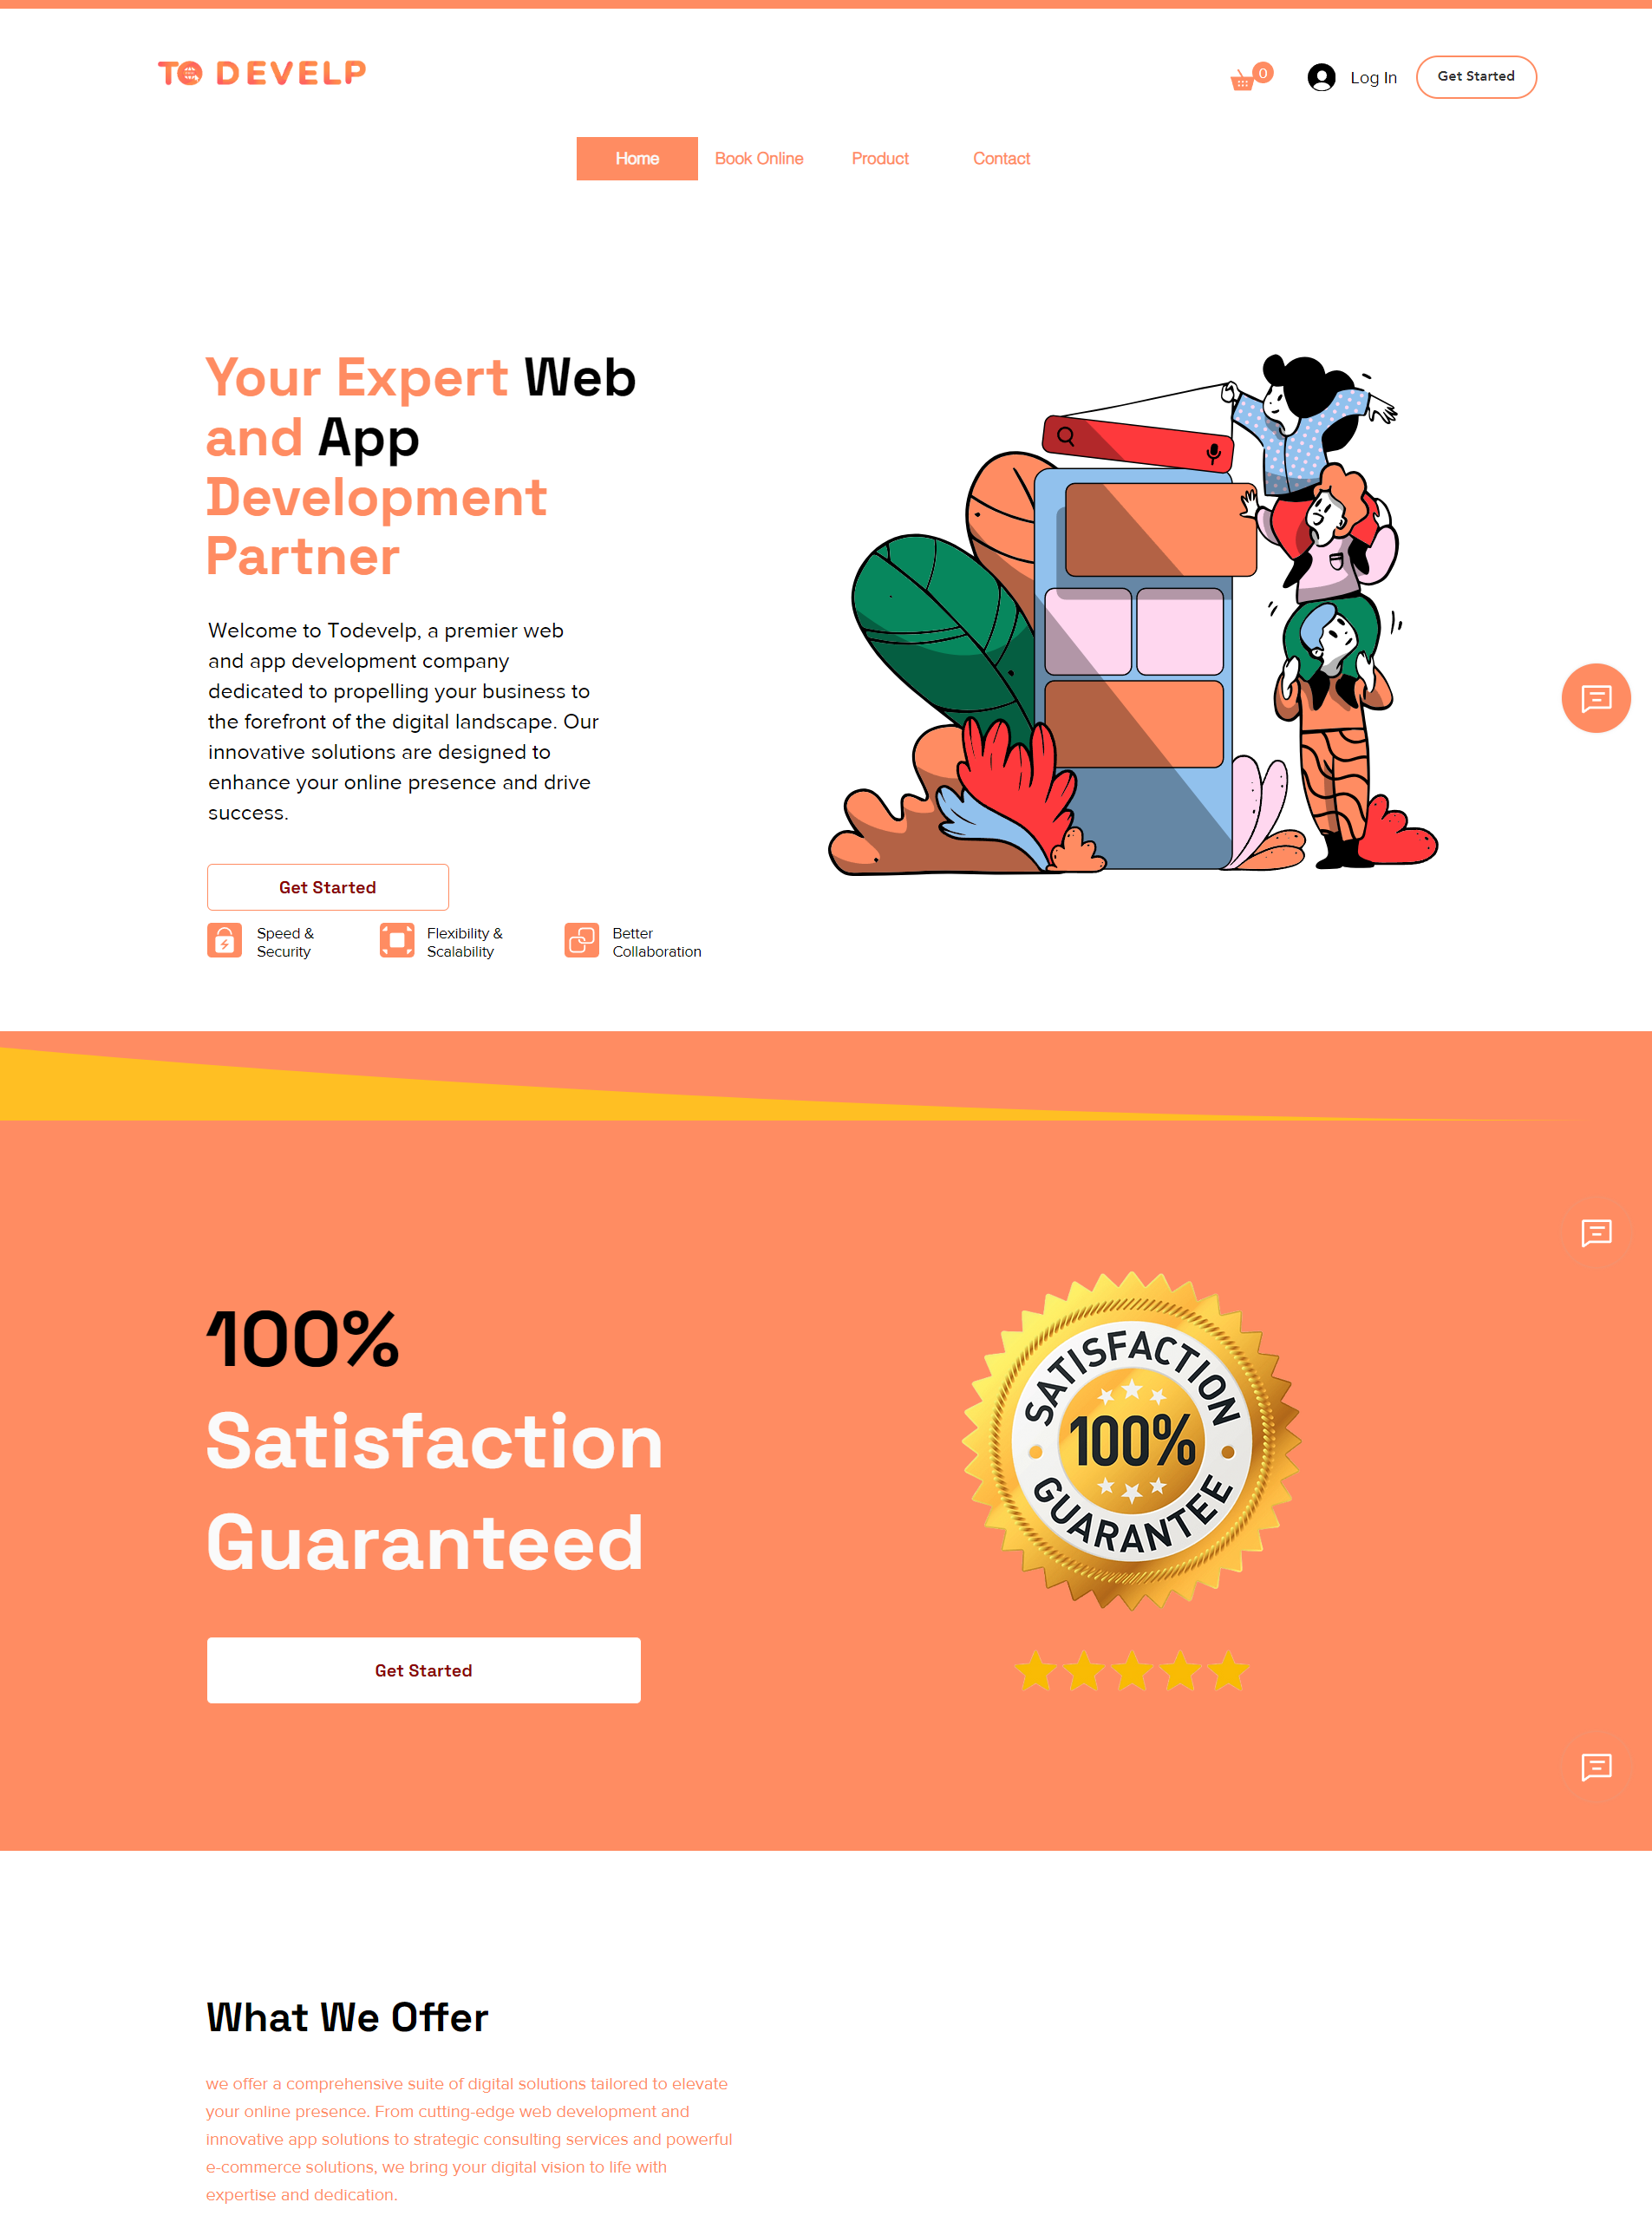 TO DEVELP
0
Log In
Get Started
Home
Book Online
Product
Contact
Your Expert Web
and App
Development
Partner
Welcome to Todevelp, a premier web
and app development company
dedicated to propelling your business to
the forefront of the digital landscape. Our
innovative solutions are designed to
enhance your online presence and drive
success.
Get Started
Speed &
Security
Flexibility &
Scalability
Better
Collaboration
100%
Satisfaction
Guaranteed
Get Started
SATISFACTION
100%
GUARANTEE
What We Offer
we offer a comprehensive suite of digital solutions tailored to elevate
your online presence. From cutting-edge web development and
innovative app solutions to strategic consulting services and powerful
e-commerce solutions, we bring your digital vision to life with
expertise and dedication.